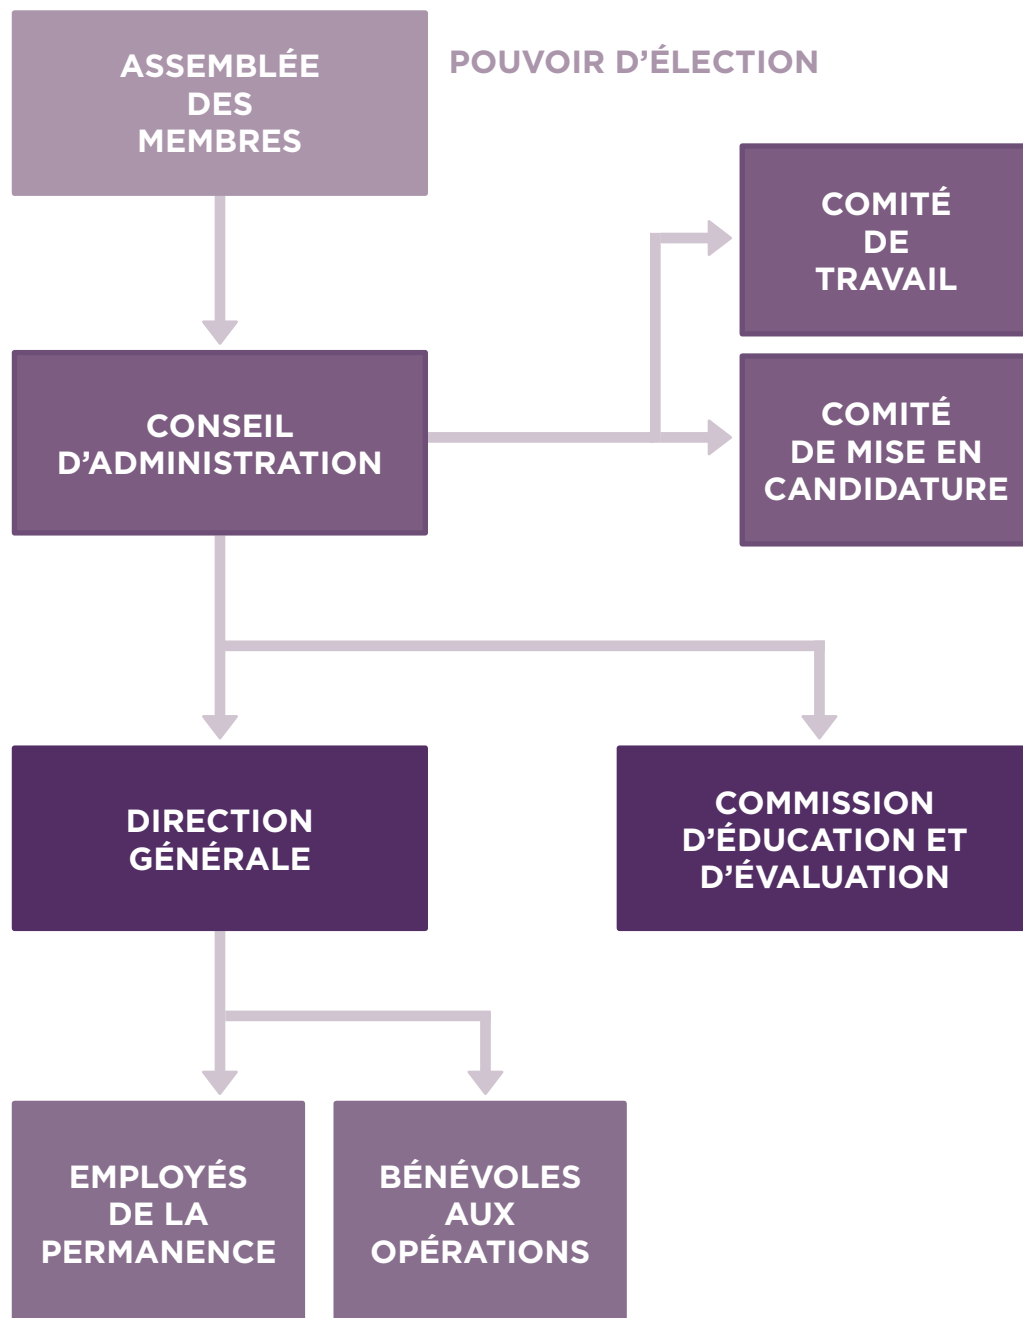 ASSEMBLÉE
DES
MEMBRES
POUVOIR D’ÉLECTION
COMITÉ
DE
TRAVAIL
COMITÉ
DE MISE EN
CANDIDATURE
CONSEIL
D’ADMINISTRATION
DIRECTION
GÉNÉRALE
COMMISSION
D’ÉDUCATION ET
D’ÉVALUATION
EMPLOYÉS
DE LA
PERMANENCE
BÉNÉVOLES
AUX
OPÉRATIONS